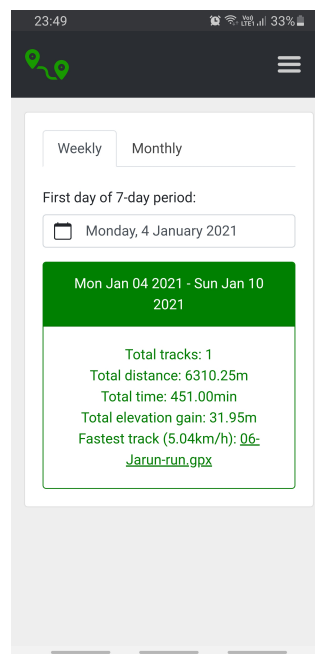 23:49
Vo9 LTE1 33%
Weekly Monthly
First day of 7-day period:
Monday, 4 January 2021
Mon Jan 04 2021 - Sun Jan 10
2021
Total tracks: 1
Total distance: 6310.25m
Total time: 451.00min
Total elevation gain: 31.95m
Fastest track (5.04km/h): 06-
Jarun-run.gpx